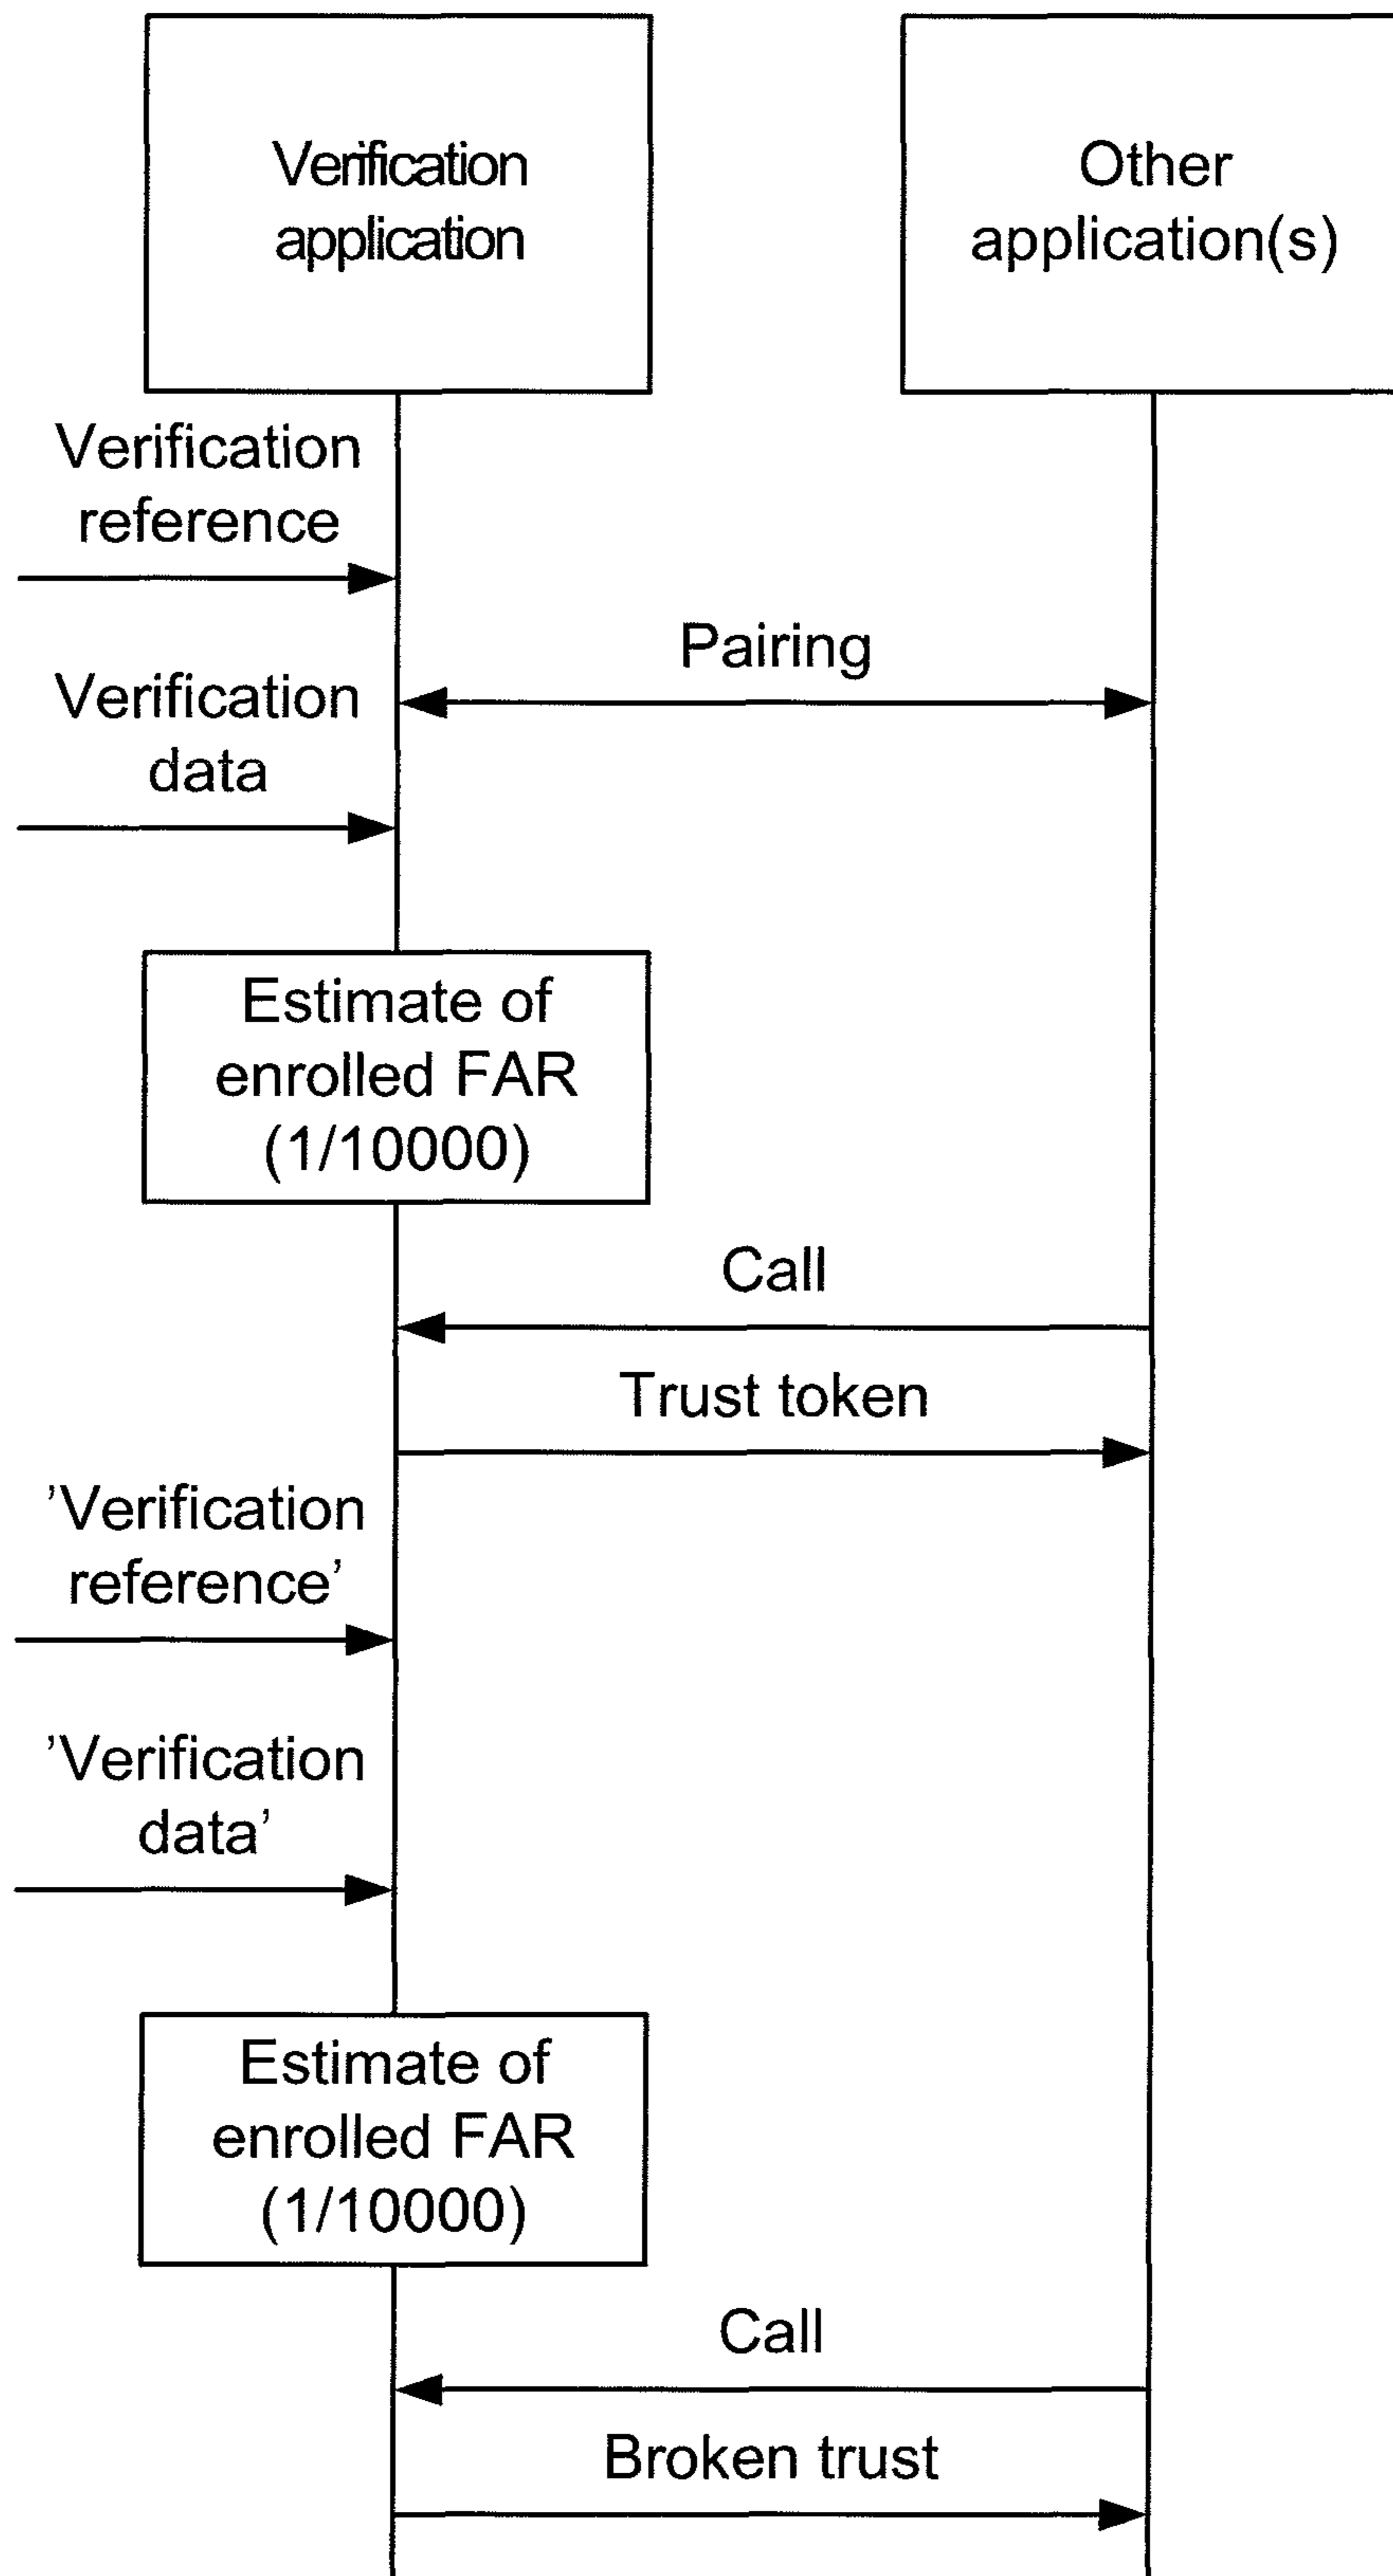 Verification
application
Other
application(s)
Verification
reference
Pairing
Verification
data
Estimate of
enrolled FAR
(1/10000)
Call
Trust token
’Verification
reference’
’Verification
data’
Estimate of
enrolled FAR
(1/10000)
Call
Broken trust